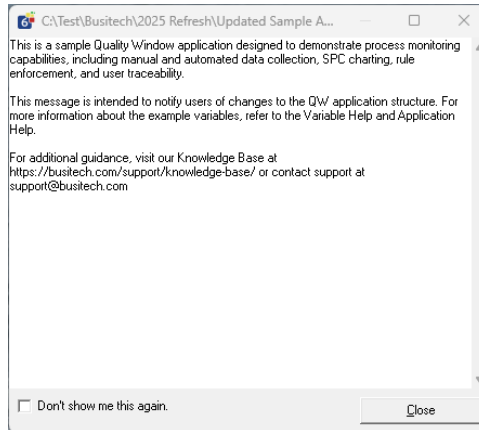 6
C:\Test\Busitech\2025 Refresh\Updated Sample A...
This is a sample Quality Window application designed to demonstrate process monitoring
capabilities, including manual and automated data collection, SPC charting, rule
enforcement, and user traceability.
This message is intended to notify users of changes to the QW application structure. For
more information about the example variables, refer to the Variable Help and Application
Help.
For additional guidance, visit our Knowledge Base at
https://busitech.com/support/knowledge-base/ or contact support at
support@busitech.com
Don't show me this again.
Close